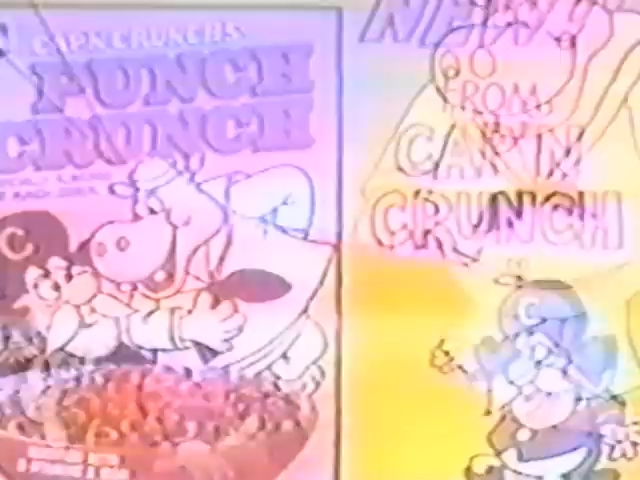 CAP'N CRUNCH'S
PUNCH
CRUNCH
C
NEW!
FROM
CAP'N
CRUNCH
C